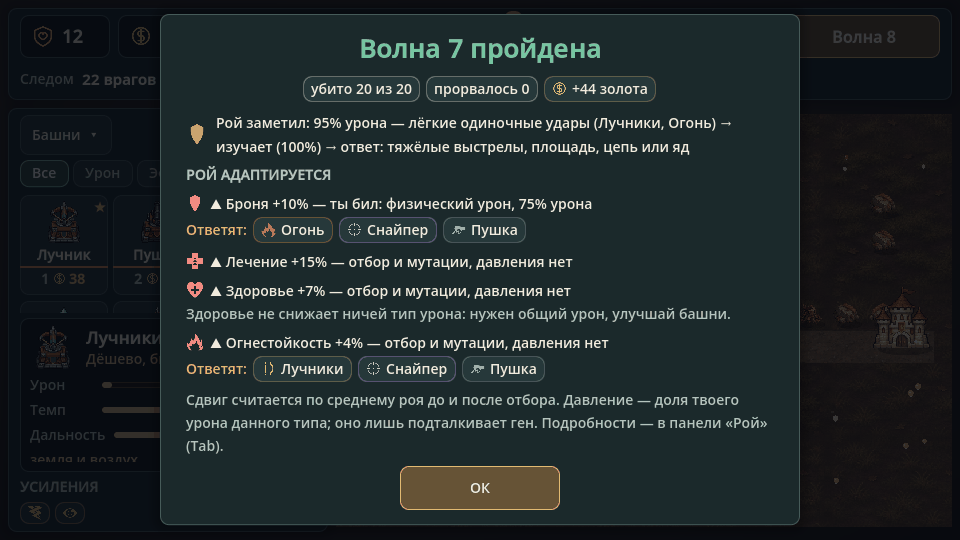 12
Волна 8
Следом 22 врагов
Башни
Все
Урон
Лучник
1 38
2
Лучники
Урон
Темп
Дальность
земля и воздух
УСИЛЕНИЯ
Волна 7 пройдена
убито 20 из 20
прорвалось 0
+44 золота
Рой заметил: 95% урона — лёгкие одиночные удары (Лучники, Огонь) →
изучает (100%) → ответ: тяжёлые выстрелы, площадь, цепь или яд
РОЙ АДАПТИРУЕТСЯ
▲ Броня +10% — ты бил: физический урон, 75% урона
Ответят: Огонь Снайпер Пушка
▲ Лечение +15% — отбор и мутации, давления нет
▲ Здоровье +7% — отбор и мутации, давления нет
Здоровье не снижает ничей тип урона: нужен общий урон, улучшай башни.
▲ Огнестойкость +4% — отбор и мутации, давления нет
Ответят: Лучники Снайпер Пушка
Сдвиг считается по среднему роя до и после отбора. Давление — доля твоего
урона данного типа; оно лишь подталкивает ген. Подробности — в панели «Рой»
(Tab).
ОК